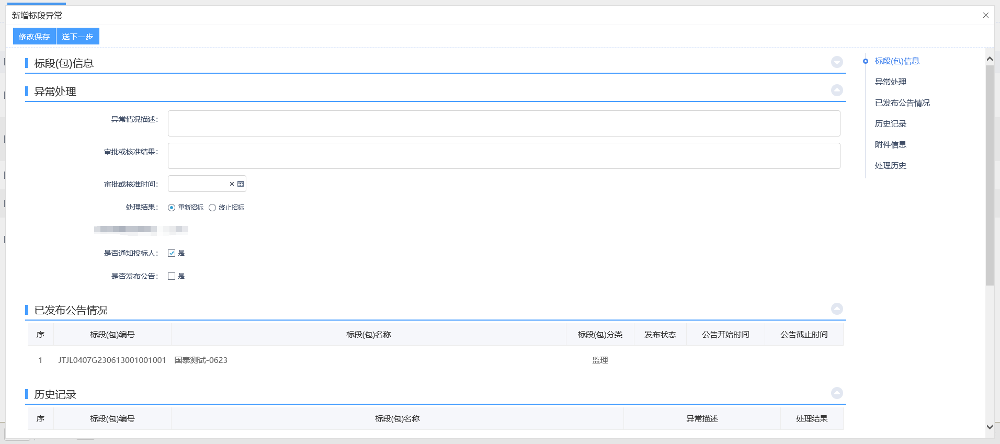 新增标段异常
修改保存 送下一步
标段(包)信息
异常处理
异常情况描述：
审批或核准结果：
审批或核准时间：
处理结果： 重新招标 终止招标
是否通知投标人： 是
是否发布公告： 是
已发布公告情况
序 标段(包)编号 标段(包)名称 标段(包)分类 发布状态 公告开始时间 公告截止时间
1 JTJL0407G230613001001001 国泰测试-0623 监理
历史记录
序 标段(包)编号 标段(包)名称 异常描述 处理结果
标段(包)信息
异常处理
已发布公告情况
历史记录
附件信息
处理历史